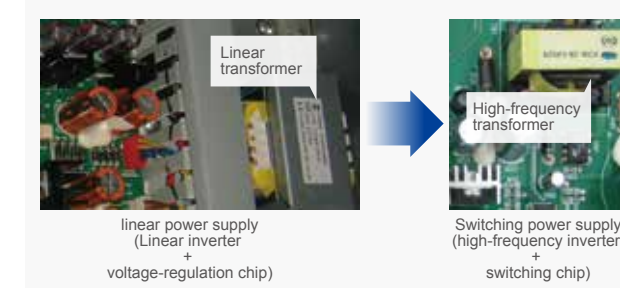 Linear
transformer
High-frequency
transformer
linear power supply
(Linear inverter
+
voltage-regulation chip)
Switching power supply
(high-frequency inverter
+
switching chip)